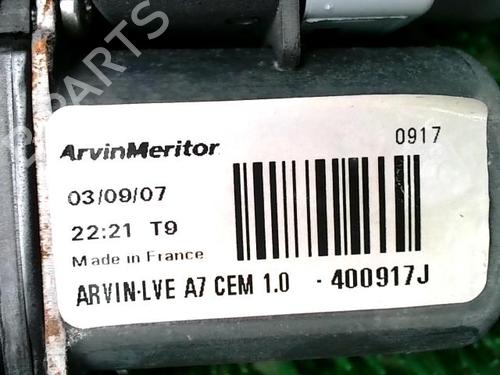 B-PARTS
ArvinMeritor
0917
03/09/07
22:21 T9
Made in France
ARVIN-LVE A7 CEM 1.0 - 400917J